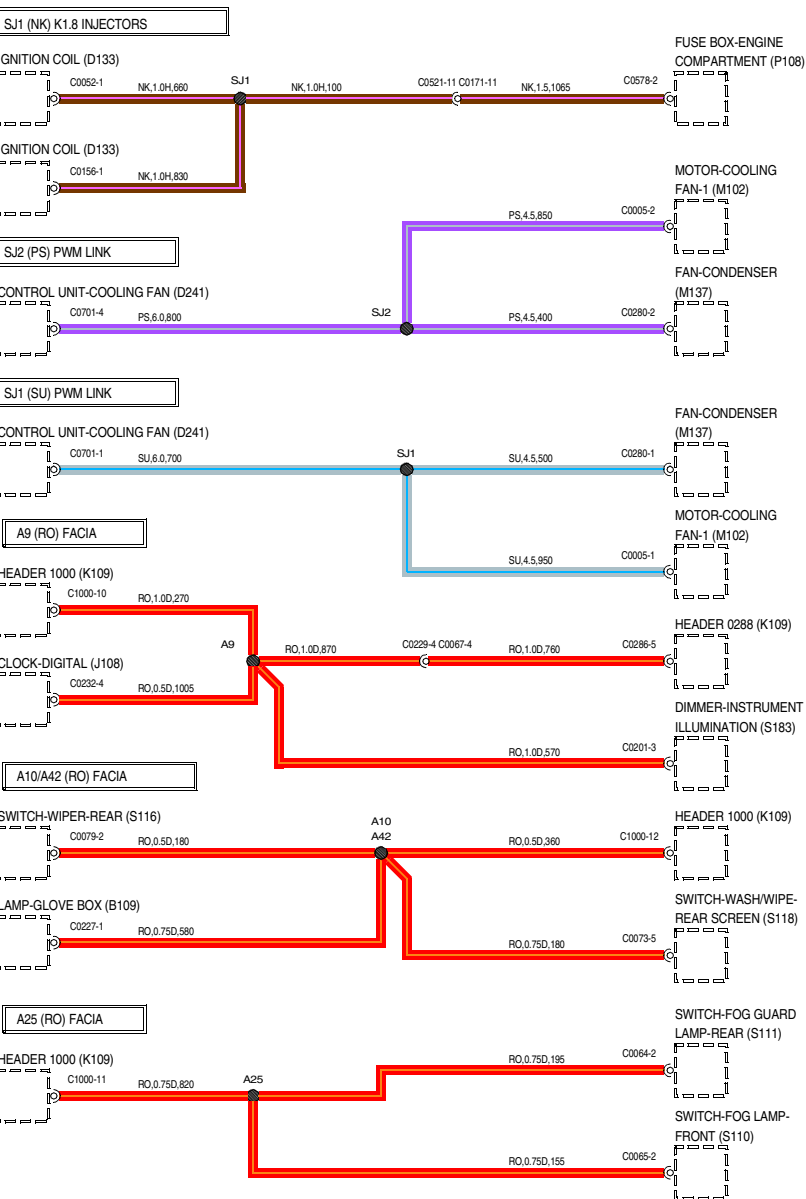 SJ1 (NK) K1.8 INJECTORS
IGNITION COIL (D133)
C0052-1
NK,1.0H,660
SJ1
NK,1.0H,100
C0521-11 C0171-11
NK,1.5,1065
C0578-2
FUSE BOX-ENGINE
COMPARTMENT (P108)
IGNITION COIL (D133)
C0156-1
NK,1.0H,830
MOTOR-COOLING
FAN-1 (M102)
PS,4.5,850
C0005-2
SJ2 (PS) PWM LINK
CONTROL UNIT-COOLING FAN (D241)
C0701-4
PS,6.0,800
SJ2
PS,4.5,400
C0280-2
FAN-CONDENSER
(M137)
SJ1 (SU) PWM LINK
CONTROL UNIT-COOLING FAN (D241)
C0701-1
SU,6.0,700
SJ1
SU,4.5,500
C0280-1
FAN-CONDENSER
(M137)
MOTOR-COOLING
FAN-1 (M102)
SU,4.5,950
C0005-1
A9 (RO) FACIA
HEADER 1000 (K109)
C1000-10
RO,1.0D,270
A9
RO,1.0D,870
C0229-4 C0067-4
RO,1.0D,760
C0286-5
HEADER 0288 (K109)
CLOCK-DIGITAL (J108)
C0232-4
RO,0.5D,1005
DIMMER-INSTRUMENT
ILLUMINATION (S183)
RO,1.0D,570
C0201-3
A10/A42 (RO) FACIA
SWITCH-WIPER-REAR (S116)
C0079-2
RO,0.5D,180
A10
A42
RO,0.5D,360
C1000-12
HEADER 1000 (K109)
LAMP-GLOVE BOX (B109)
C0227-1
RO,0.75D,580
SWITCH-WASH/WIPE-
REAR SCREEN (S118)
RO,0.75D,180
C0073-5
A25 (RO) FACIA
HEADER 1000 (K109)
C1000-11
RO,0.75D,820
A25
RO,0.75D,195
C0064-2
SWITCH-FOG GUARD
LAMP-REAR (S111)
SWITCH-FOG LAMP-
FRONT (S110)
RO,0.75D,155
C0065-2